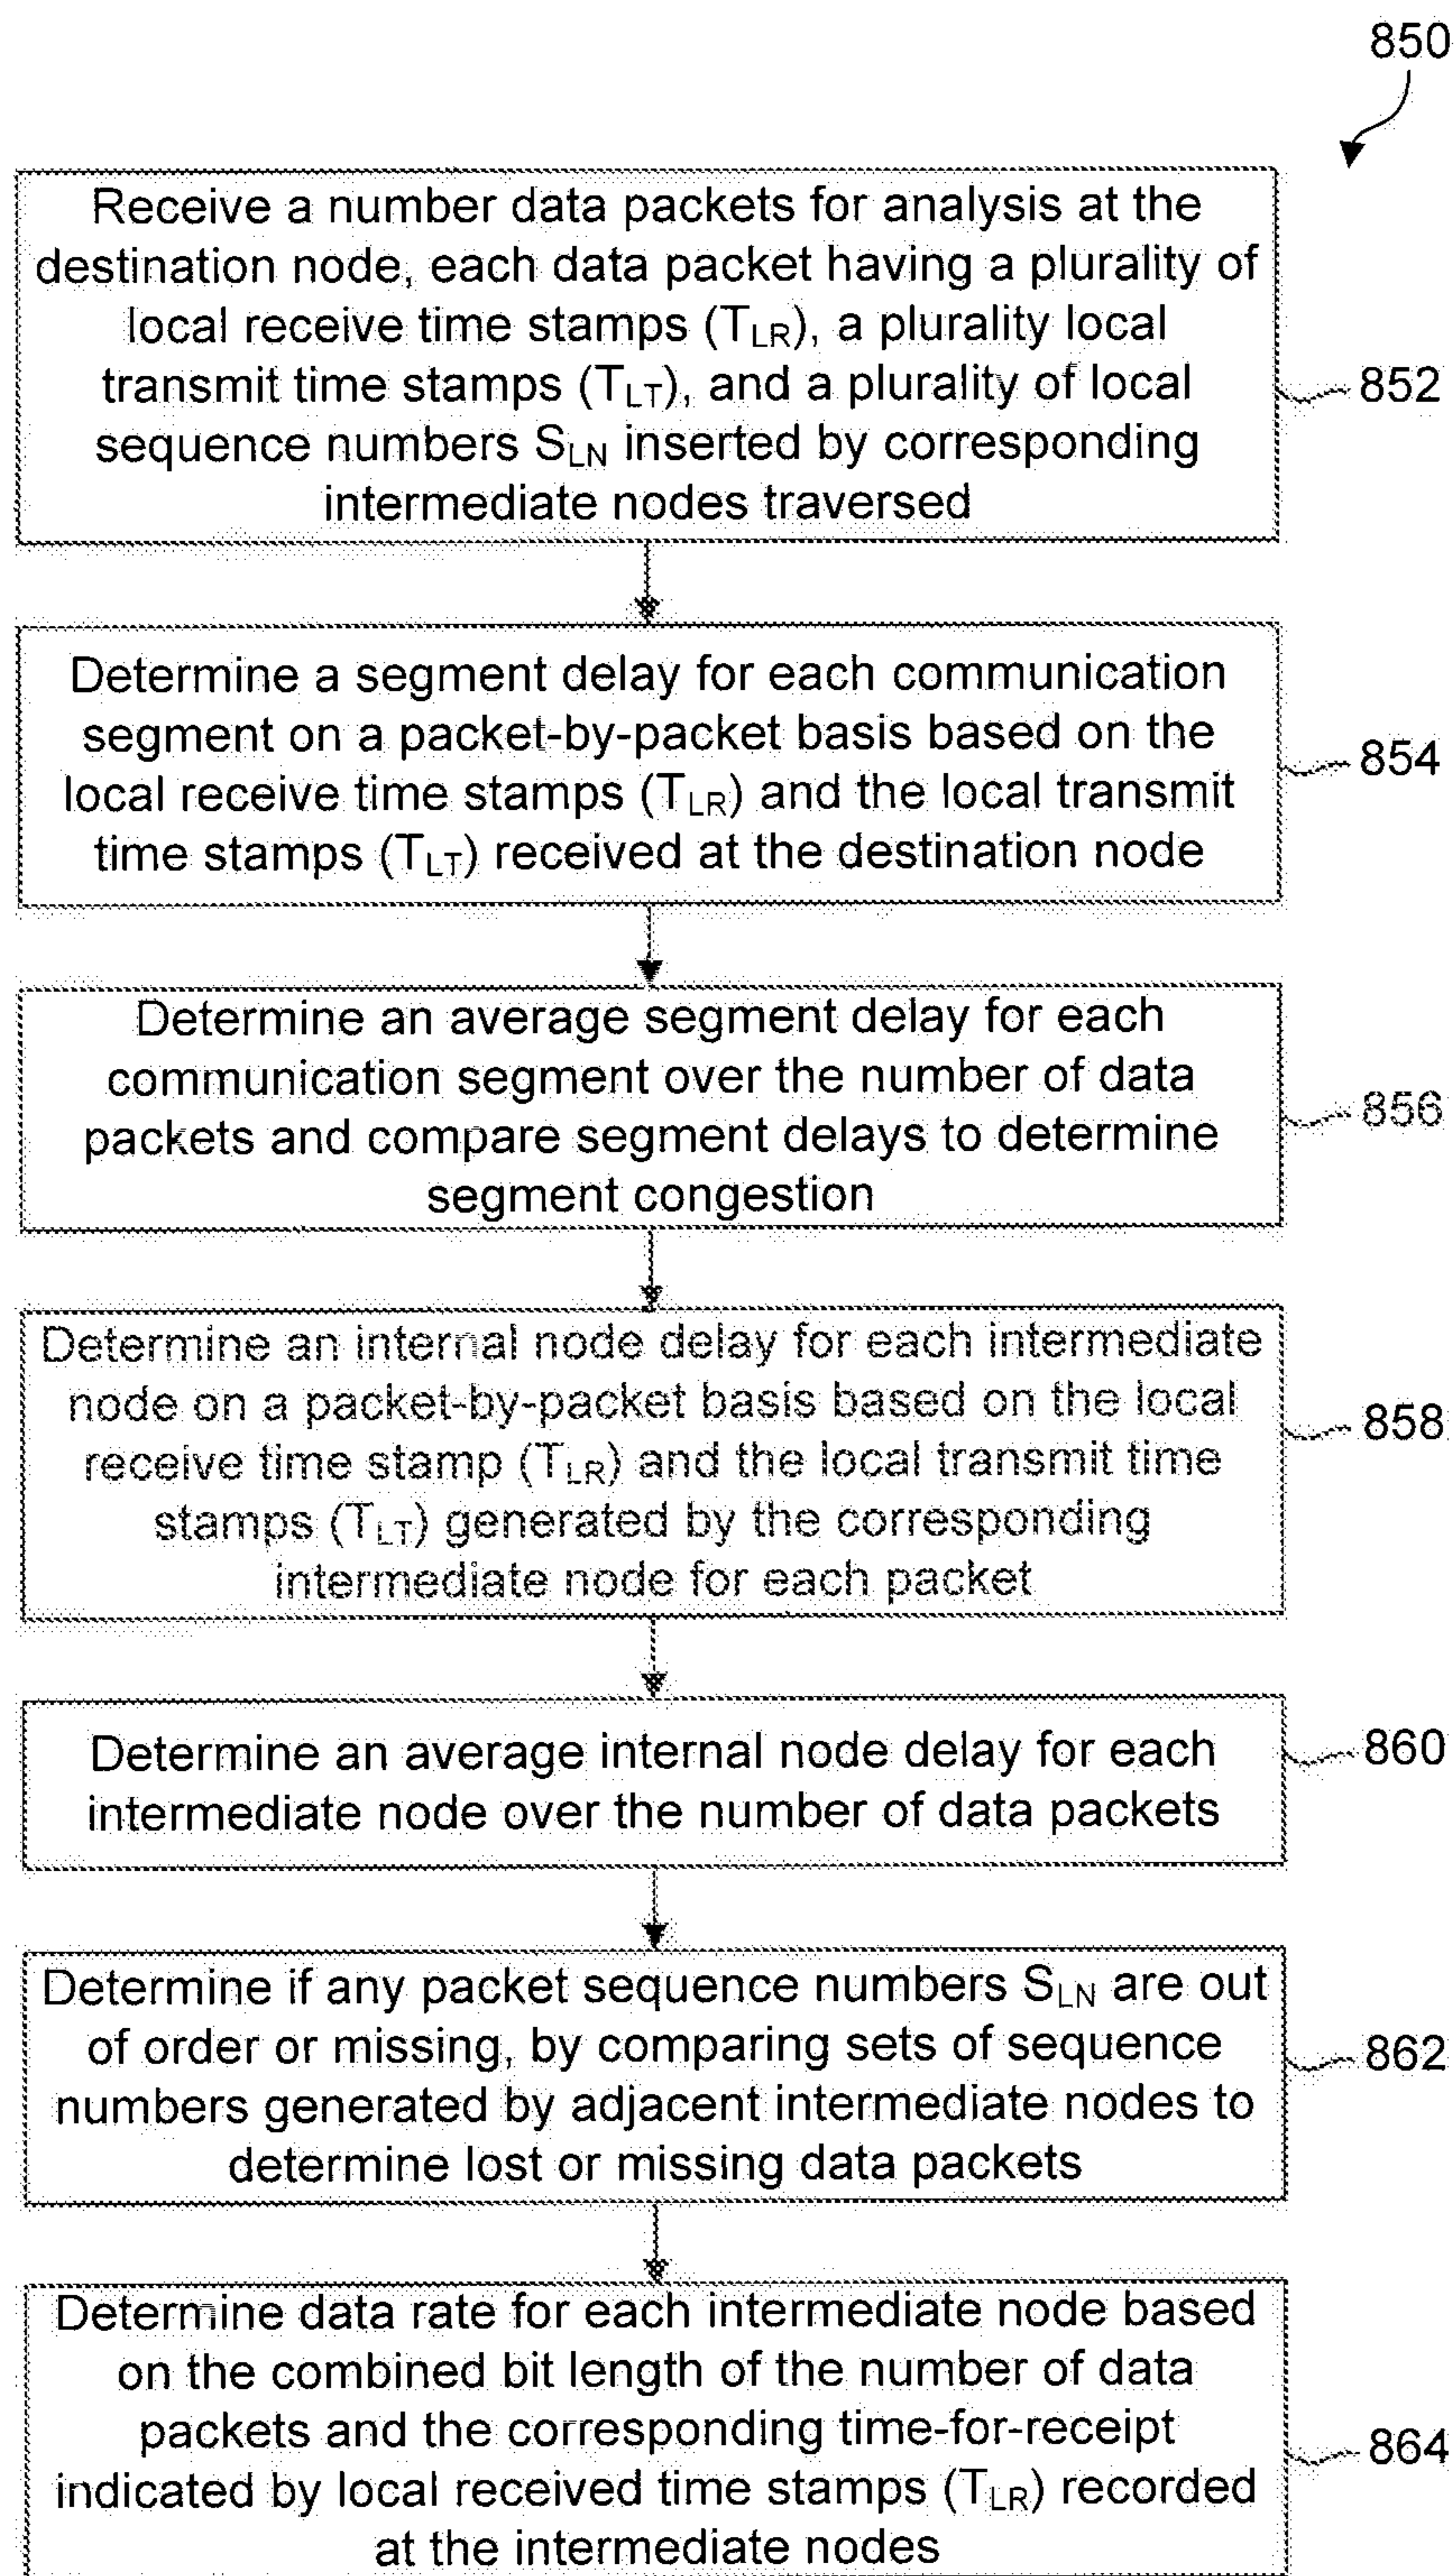 850
Receive a number data packets for analysis at the
destination node, each data packet having a plurality of
local receive time stamps (TLR), a plurality local
transmit time stamps (TLT), and a plurality of local
sequence numbers SLN inserted by corresponding
intermediate nodes traversed
852
Determine a segment delay for each communication
segment on a packet-by-packet basis based on the
local receive time stamps (TLR) and the local transmit
time stamps (TLT) received at the destination node
854
Determine an average segment delay for each
communication segment over the number of data
packets and compare segment delays to determine
segment congestion
856
Determine an internal node delay for each intermediate
node on a packet-by-packet basis based on the local
receive time stamp (TLR) and the local transmit time
stamps (TLT) generated by the corresponding
intermediate node for each packet
858
Determine an average internal node delay for each
intermediate node over the number of data packets
860
Determine if any packet sequence numbers SLN are out
of order or missing, by comparing sets of sequence
numbers generated by adjacent intermediate nodes to
determine lost or missing data packets
862
Determine data rate for each intermediate node based
on the combined bit length of the number of data
packets and the corresponding time-for-receipt
indicated by local received time stamps (TLR) recorded
at the intermediate nodes
864